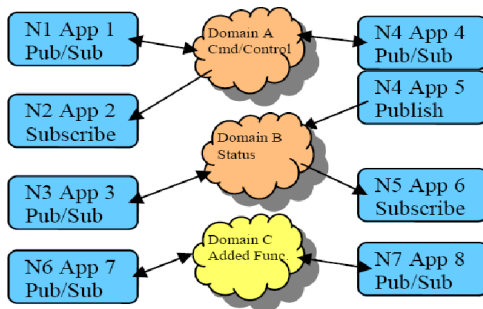 N1 App 1
Pub/Sub
Domain A
Cmd/Control
N4 App 4
Pub/Sub
N2 App 2
Subscribe
N4 App 5
Publish
Domain B
Status
N3 App 3
Pub/Sub
N5 App 6
Subscribe
N6 App 7
Pub/Sub
Domain C
Added Func.
N7 App 8
Pub/Sub